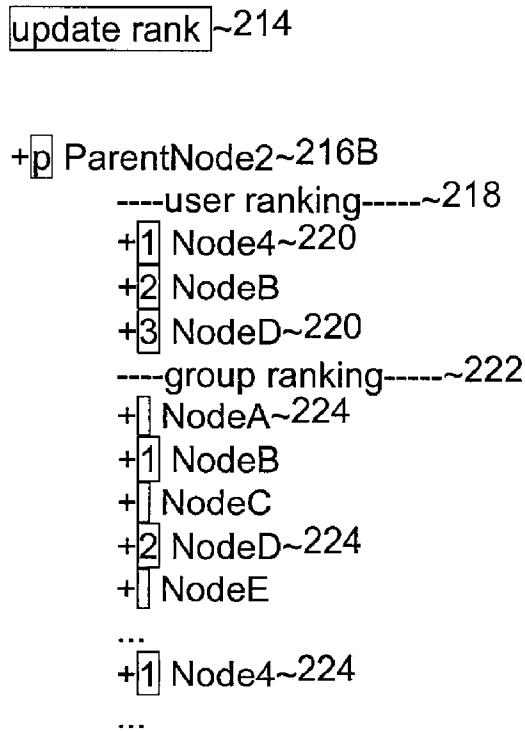 update rank ~214
+p ParentNode2~216B
----user ranking-----~218
+1 Node4~220
+2 NodeB
+3 NodeD~220
----group ranking-----~222
+ NodeA~224
+1 NodeB
+ NodeC
+2 NodeD~224
+ NodeE
...
+1 Node4~224
...